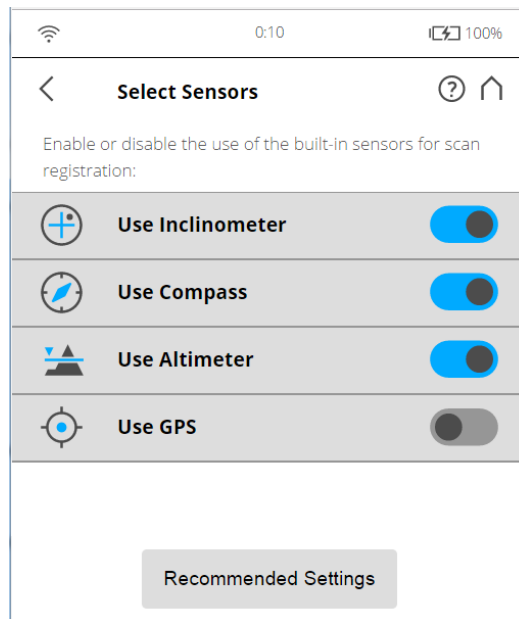 0:10
100%
Select Sensors
Enable or disable the use of the built-in sensors for scan
registration:
Use Inclinometer
Use Compass
Use Altimeter
Use GPS
Recommended Settings